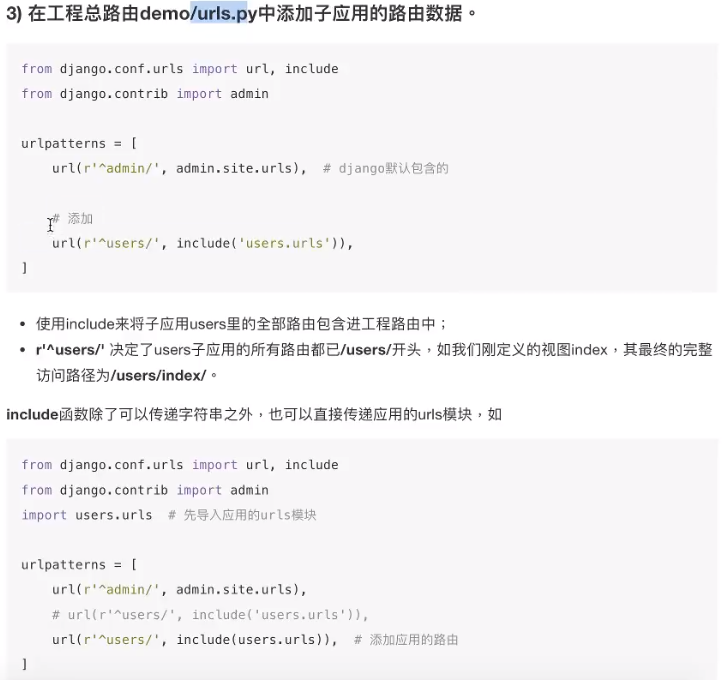 3) 在工程总路由demo/urls.py中添加子应用的路由数据。
from django.conf.urls import url, include
from django.contrib import admin
urlpatterns = [
    url(r'^admin/', admin.site.urls),  # django默认包含的
    # 添加
    url(r'^users/', include('users.urls')),
]
• 使用include来将子应用users里的全部路由包含进工程路由中；
• r'^users/' 决定了users子应用的所有路由都已/users/开头，如我们刚定义的视图index，其最终的完整
访问路径为/users/index/。
include函数除了可以传递字符串之外，也可以直接传递应用的urls模块，如
from django.conf.urls import url, include
from django.contrib import admin
import users.urls  # 先导入应用的urls模块
urlpatterns = [
    url(r'^admin/', admin.site.urls),
    # url(r'^users/', include('users.urls')),
    url(r'^users/', include(users.urls)),  # 添加应用的路由
]